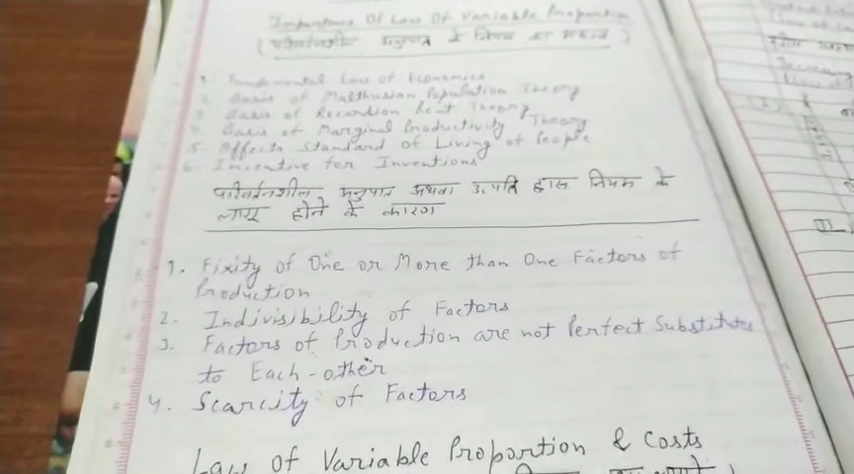 Importance Of Law Of Variable Proportion
(परिवर्तनशील अनुपात के नियम का महत्व)
1. Fundamental Law of Economics
2. Basis of Malthusian Population Theory
3. Basis of Recardion Rent Theory
4. Basis of Marginal Productivity Theory
5. Affects Standard of Living of People
6. Incentive for Inventions
परिवर्तनशील अनुपात अथवा उत्पति ह्रास नियम के
लागू होने के कारण
1. Fixity of One or More than One Factors of
Production
2. Indivisibility of Factors
3. Factors of Production are not Perfect Substitutes
to Each-other
4. Scarcity of Factors
Law of Variable Proportion & Costs